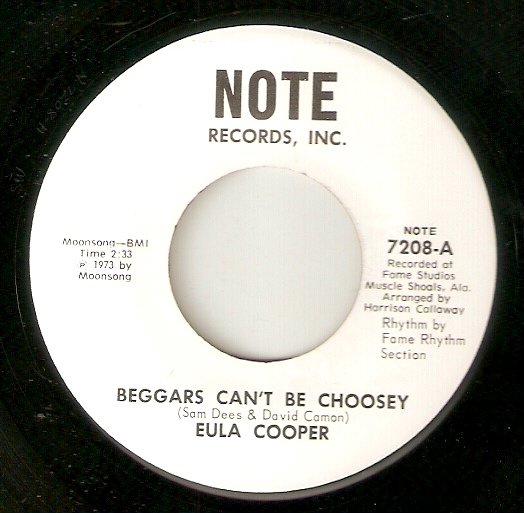 NOTE
RECORDS, INC.
Moonsong—BMI
Time 2:33
℗ 1973 by
Moonsong
NOTE
7208-A
Recorded at
Fame Studios
Muscle Shoals, Ala.
Arranged by
Harrison Callaway
Rhythm by
Fame Rhythm
Section
BEGGARS CAN'T BE CHOOSEY
(Sam Dees & David Camon)
EULA COOPER